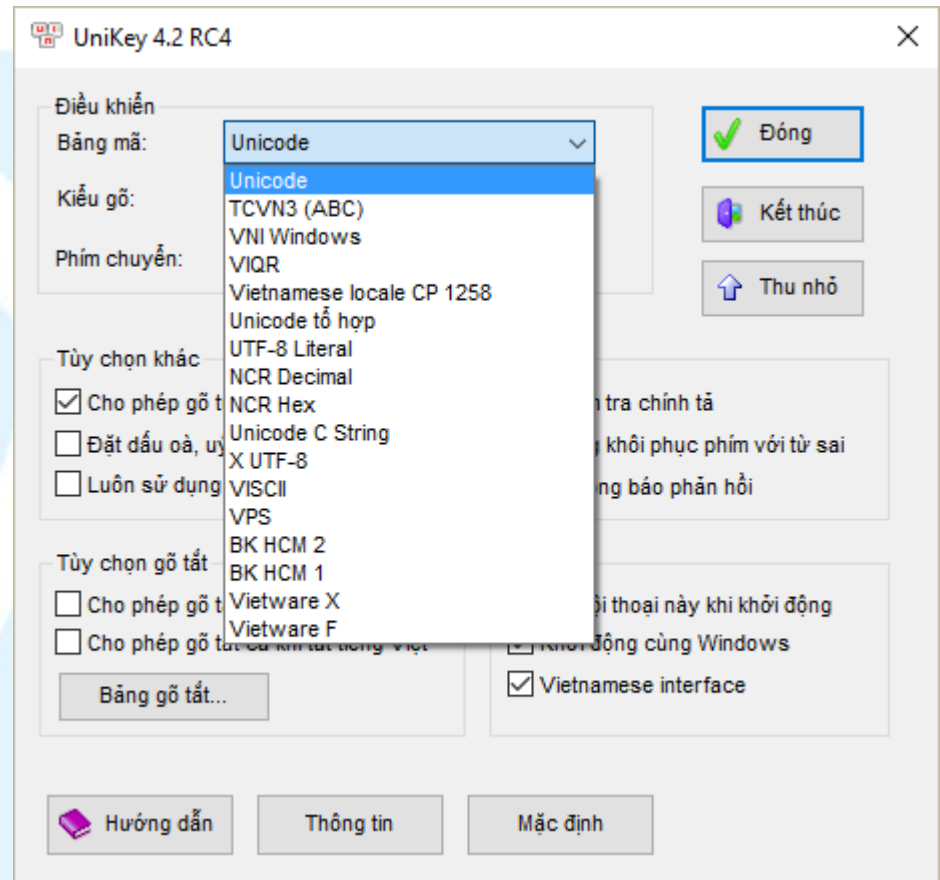 UniKey 4.2 RC4
Điều khiển
Bảng mã:
Unicode
Đóng
Unicode
TCVN3 (ABC)
VNI Windows
VIQR
Vietnamese locale CP 1258
Unicode tổ hợp
UTF-8 Literal
NCR Decimal
NCR Hex
Unicode C String
X UTF-8
VISCII
VPS
BK HCM 2
BK HCM 1
Vietware X
Vietware F
Kiểu gõ:
Kết thúc
Phím chuyển:
Thu nhỏ
Tùy chọn khác
Cho phép gõ
tra chính tả
Đặt dấu oà,
khôi phục phím với từ sai
Luôn sử dụng
báo phản hồi
Tùy chọn gõ tắt
Cho phép gõ
thoại này khi khởi động
Cho phép gõ tắt cả khi tắt tiếng Việt
Khởi động cùng Windows
Bảng gõ tắt...
Vietnamese interface
Hướng dẫn
Thông tin
Mặc định